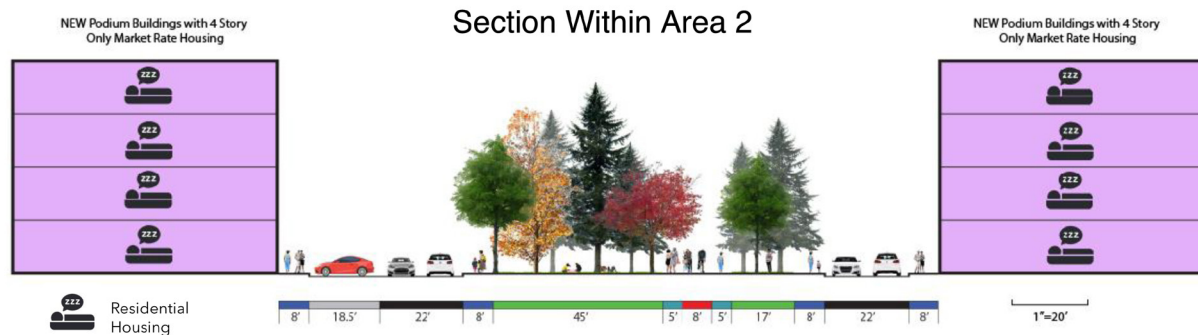 Section Within Area 2
NEW Podium Buildings with 4 Story
Only Market Rate Housing
NEW Podium Buildings with 4 Story
Only Market Rate Housing
zzz
zzz
zzz
zzz
zzz
zzz
zzz
zzz
zzz
Residential
Housing
8' 18.5' 22' 8' 45' 5' 8' 5' 17' 8' 22' 8'
1"=20'